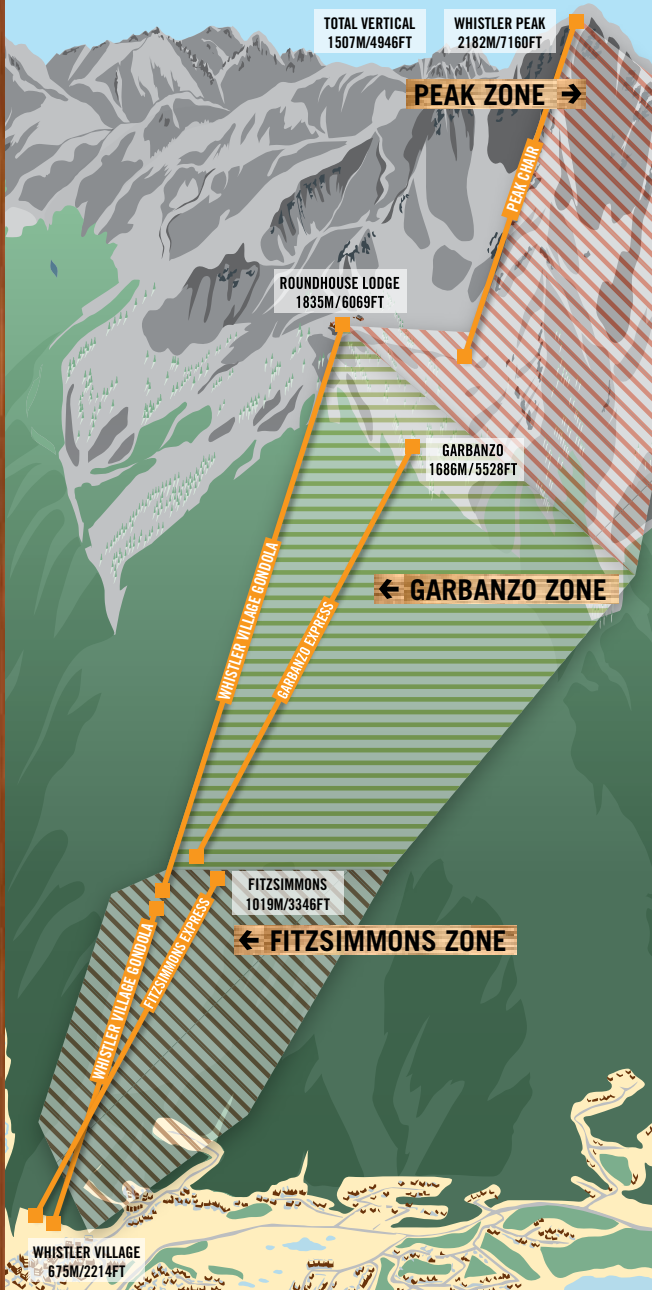 TOTAL VERTICAL
1507M/4946FT
WHISTLER PEAK
2182M/7160FT
PEAK ZONE →
PEAK CHAIR
ROUNDHOUSE LODGE
1835M/6069FT
GARBANZO
1686M/5528FT
WHISTLER VILLAGE GONDOLA
← GARBANZO ZONE
GARBANZO EXPRESS
FITZSIMMONS
1019M/3346FT
← FITZSIMMONS ZONE
FITZSIMMONS EXPRESS
WHISTLER VILLAGE GONDOLA
WHISTLER VILLAGE
675M/2214FT